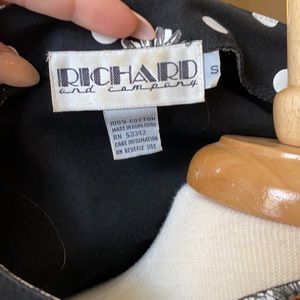 RICHARD
and company
S
100% COTTON
MADE IN HONG KONG
RN 53342
CARE INFORMATION
ON REVERSE SIDE